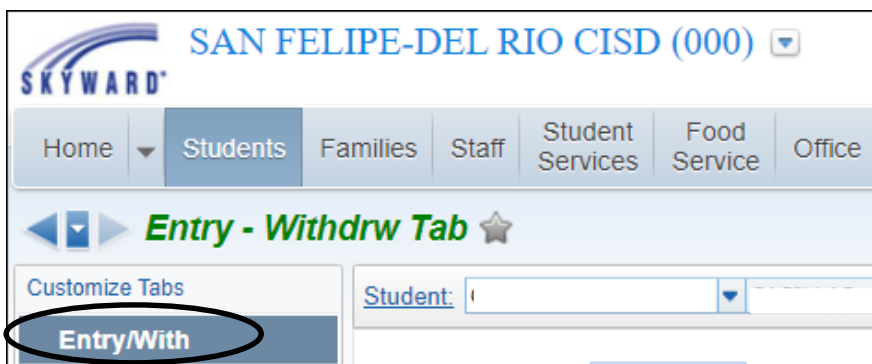 SAN FELIPE-DEL RIO CISD (000)
SKYWARD®
Home Students Families Staff Student Services Food Service Office
Entry - Withdrw Tab
Customize Tabs
Student:
Entry/With